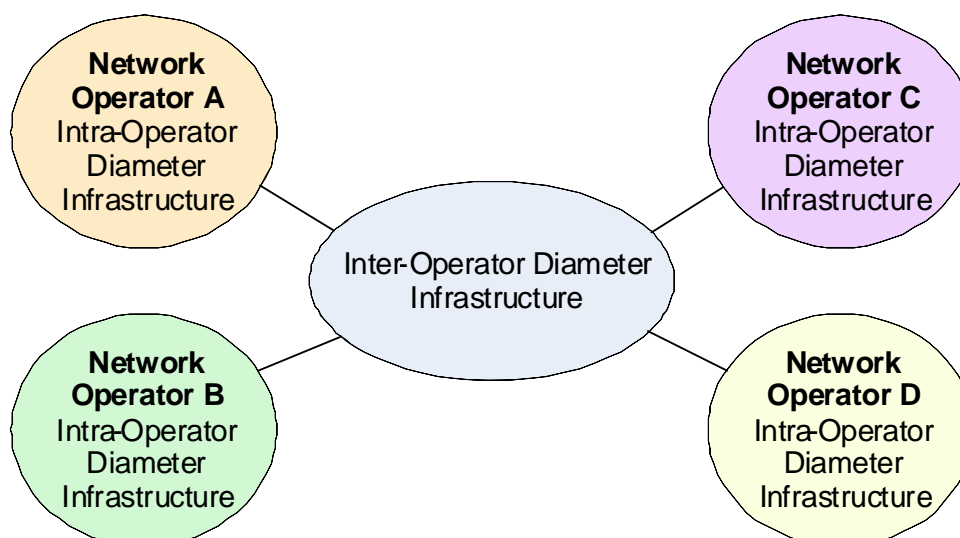 Network
Operator A
Intra-Operator
Diameter
Infrastructure
Network
Operator C
Intra-Operator
Diameter
Infrastructure
Inter-Operator Diameter
Infrastructure
Network
Operator B
Intra-Operator
Diameter
Infrastructure
Network
Operator D
Intra-Operator
Diameter
Infrastructure